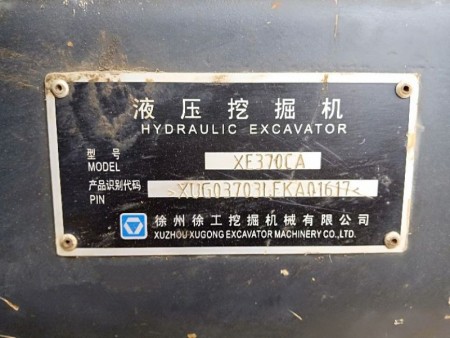 液压挖掘机
HYDRAULIC EXCAVATOR
型号 XE370CA
MODEL
产品识别代码 >XUG03703LFKA01617<
PIN
徐州徐工挖掘机械有限公司
XUZHOU XUGONG EXCAVATOR MACHINERY CO.,LTD.